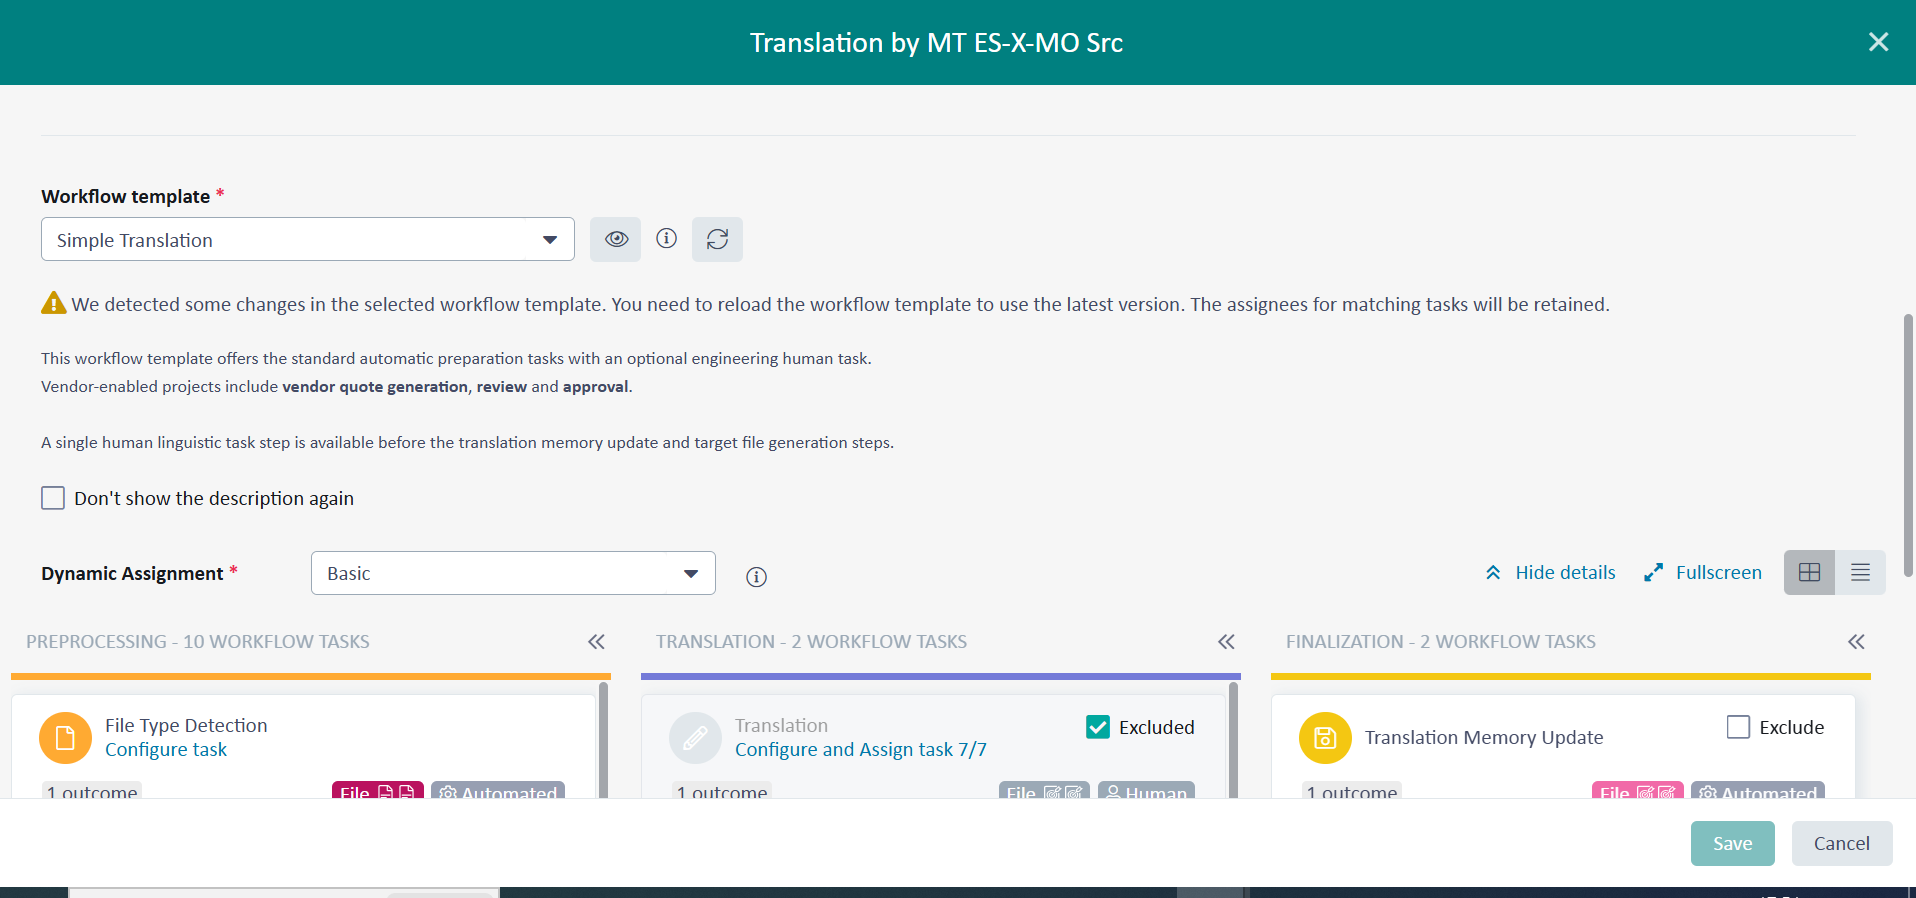 Translation by MT ES-X-MO Src
Workflow template *
Simple Translation
We detected some changes in the selected workflow template. You need to reload the workflow template to use the latest version. The assignees for matching tasks will be retained.
This workflow template offers the standard automatic preparation tasks with an optional engineering human task.
Vendor-enabled projects include vendor quote generation, review and approval.
A single human linguistic task step is available before the translation memory update and target file generation steps.
Don't show the description again
Dynamic Assignment *
Basic
Hide details
Fullscreen
PREPROCESSING - 10 WORKFLOW TASKS
TRANSLATION - 2 WORKFLOW TASKS
FINALIZATION - 2 WORKFLOW TASKS
File Type Detection
Configure task
1 outcome
File
Automated
Translation
Configure and Assign task 7/7
Excluded
1 outcome
File
Human
Translation Memory Update
Exclude
1 outcome
File
Automated
Save
Cancel